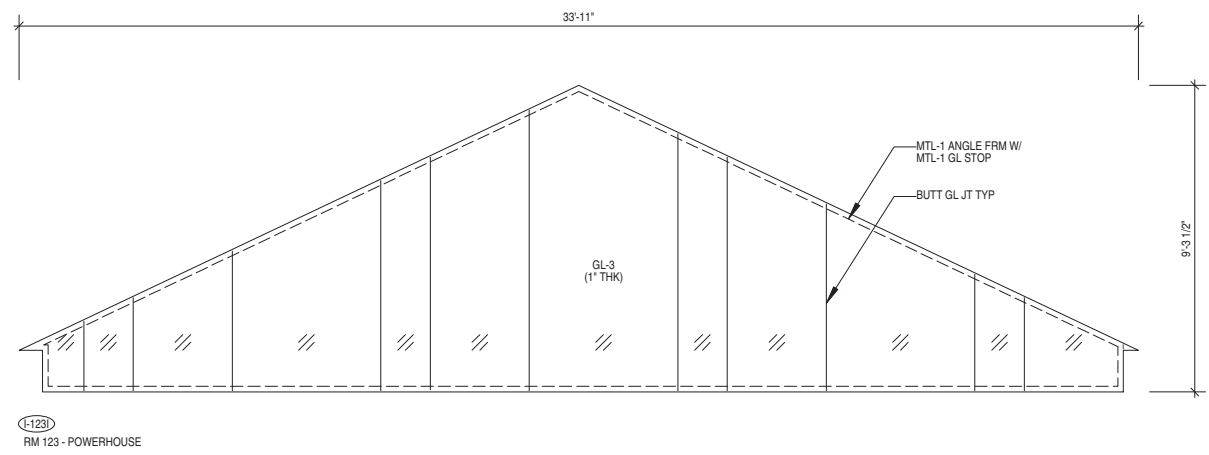 33'-11"
MTL-1 ANGLE FRM W/
MTL-1 GL STOP
BUTT GL JT TYP
9'-3 1/2"
GL-3
(1" THK)
I-123I
RM 123 - POWERHOUSE